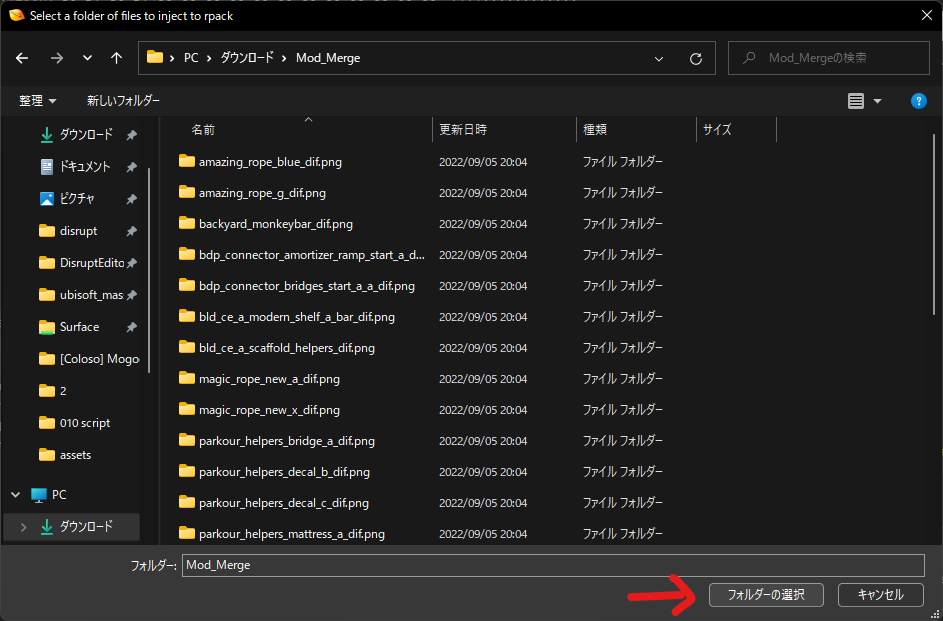 Select a folder of files to inject to rpack
PC › ダウンロード › Mod_Merge
Mod_Mergeの検索
整理
新しいフォルダー
ダウンロード
ドキュメント
ピクチャ
disrupt
DisruptEdito
ubisoft_mas
Surface
[Coloso] Mogo
2
010 script
assets
PC
ダウンロード
名前 更新日時 種類 サイズ
amazing_rope_blue_dif.png 2022/09/05 20:04 ファイル フォルダー
amazing_rope_g_dif.png 2022/09/05 20:04 ファイル フォルダー
backyard_monkeybar_dif.png 2022/09/05 20:04 ファイル フォルダー
bdp_connector_amortizer_ramp_start_a_d... 2022/09/05 20:04 ファイル フォルダー
bdp_connector_bridges_start_a_a_dif.png 2022/09/05 20:04 ファイル フォルダー
bld_ce_a_modern_shelf_a_bar_dif.png 2022/09/05 20:04 ファイル フォルダー
bld_ce_a_scaffold_helpers_dif.png 2022/09/05 20:04 ファイル フォルダー
magic_rope_new_a_dif.png 2022/09/05 20:04 ファイル フォルダー
magic_rope_new_x_dif.png 2022/09/05 20:04 ファイル フォルダー
parkour_helpers_bridge_a_dif.png 2022/09/05 20:04 ファイル フォルダー
parkour_helpers_decal_b_dif.png 2022/09/05 20:04 ファイル フォルダー
parkour_helpers_decal_c_dif.png 2022/09/05 20:04 ファイル フォルダー
parkour_helpers_mattress_a_dif.png 2022/09/05 20:04 ファイル フォルダー
フォルダー: Mod_Merge
フォルダーの選択
キャンセル